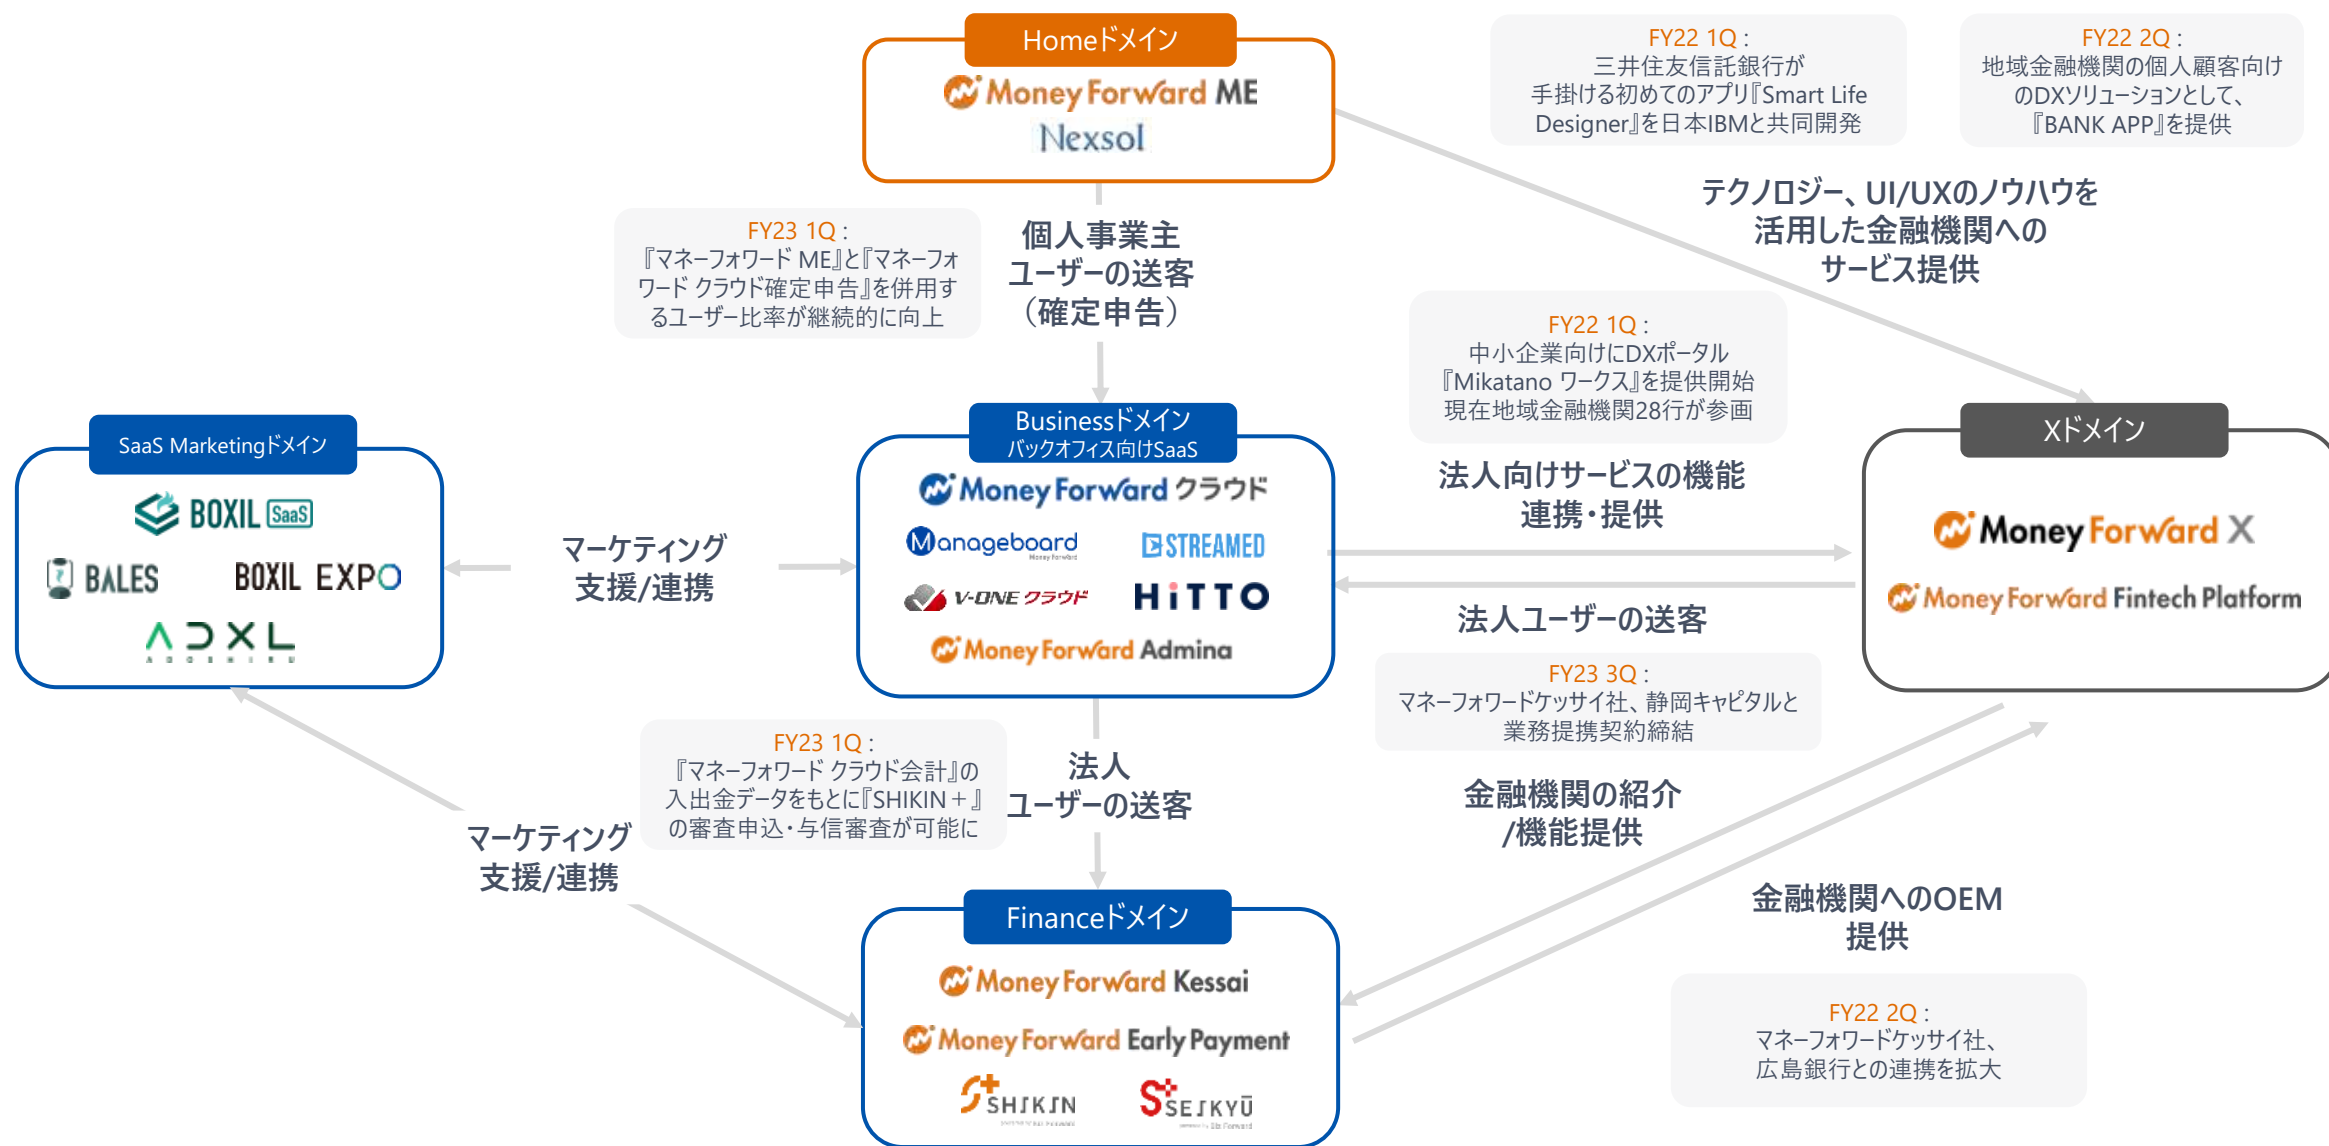 Homeドメイン
Money Forward ME
Nexsol
FY22 1Q :
三井住友信託銀行が
手掛ける初めてのアプリ『Smart Life
Designer』を日本IBMと共同開発
FY22 2Q :
地域金融機関の個人顧客向け
のDXソリューションとして、
『BANK APP』を提供
テクノロジー、UI/UXのノウハウを
活用した金融機関への
サービス提供
FY23 1Q :
『マネーフォワード ME』と『マネーフォ
ワード クラウド確定申告』を併用す
るユーザー比率が継続的に向上
個人事業主
ユーザーの送客
（確定申告）
FY22 1Q :
中小企業向けにDXポータル
『Mikatano ワークス』を提供開始
現在地域金融機関28行が参画
SaaS Marketingドメイン
BOXIL SaaS
BALES
BOXIL EXPO
ADXL
マーケティング
支援/連携
Businessドメイン
バックオフィス向けSaaS
Money Forward クラウド
Manageboard
Money Forward
STREAMED
V-ONE クラウド
HiTTO
Money Forward Admina
法人向けサービスの機能
連携・提供
法人ユーザーの送客
Xドメイン
Money Forward X
Money Forward Fintech Platform
FY23 3Q :
マネーフォワードケッサイ社、静岡キャピタルと
業務提携契約締結
FY23 1Q :
『マネーフォワード クラウド会計』の
入出金データをもとに『SHIKIN＋』
の審査申込・与信審査が可能に
法人
ユーザーの送客
金融機関の紹介
/機能提供
マーケティング
支援/連携
金融機関へのOEM
提供
FY22 2Q :
マネーフォワードケッサイ社、
広島銀行との連携を拡大
Financeドメイン
Money Forward Kessai
Money Forward Early Payment
SHIKIN
SEIKYŪ